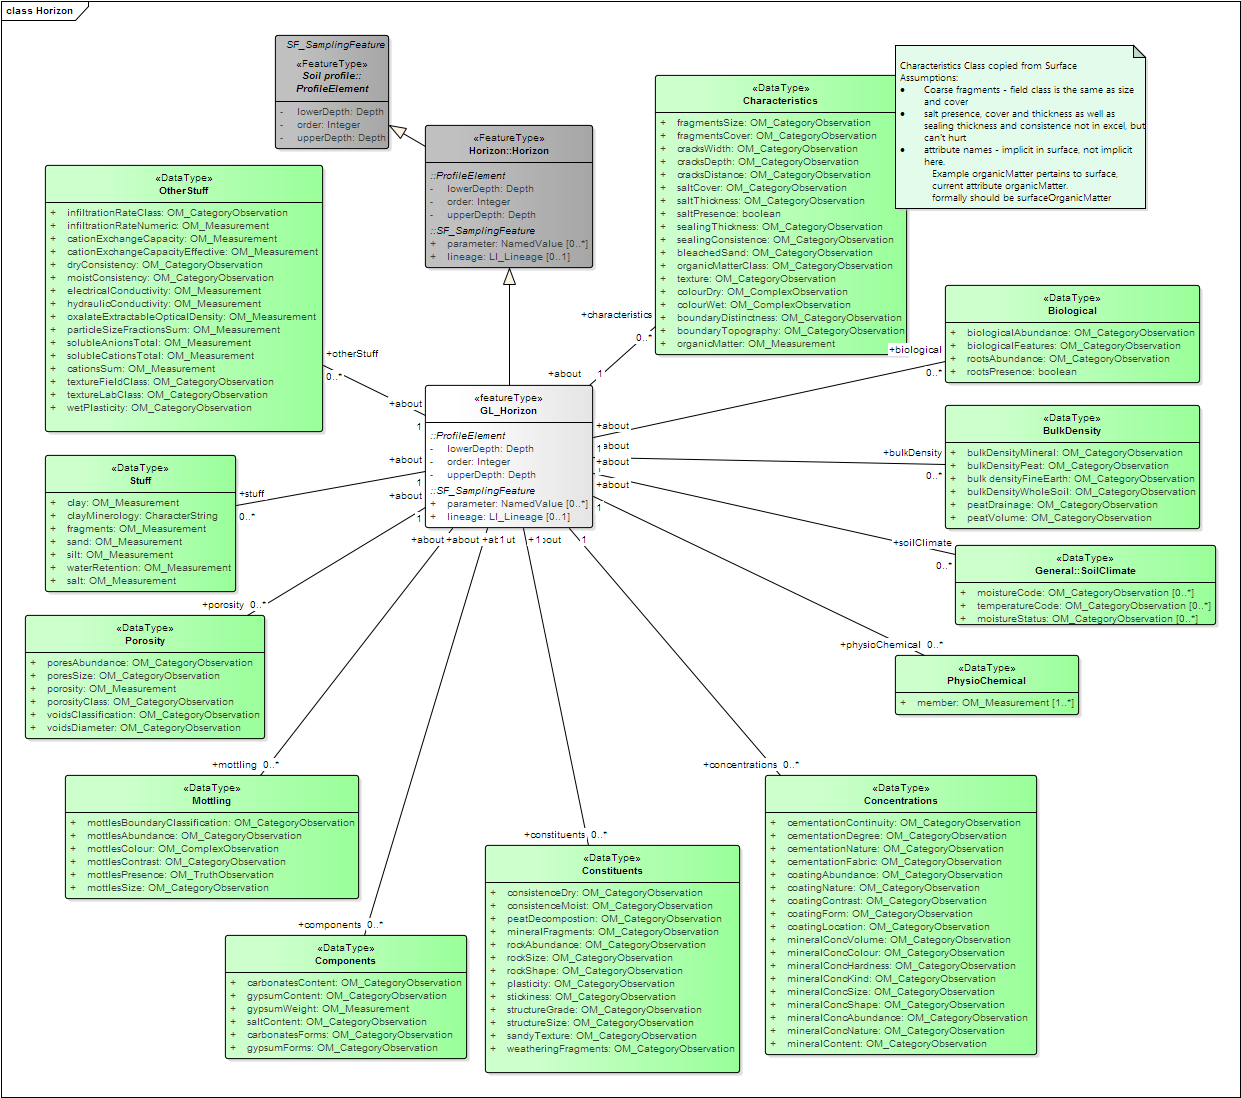 class Horizon
SF_SamplingFeature
«FeatureType»
Soil profile::
ProfileElement
- lowerDepth: Depth
- order: Integer
- upperDepth: Depth
«FeatureType»
Horizon::Horizon
::ProfileElement
- lowerDepth: Depth
- order: Integer
- upperDepth: Depth
::SF_SamplingFeature
+ parameter: NamedValue [0..*]
+ lineage: LI_Lineage [0..1]
«DataType»
Characteristics
+ fragmentsSize: OM_CategoryObservation
+ fragmentsCover: OM_CategoryObservation
+ cracksWidth: OM_CategoryObservation
+ cracksDepth: OM_CategoryObservation
+ cracksDistance: OM_CategoryObservation
+ saltCover: OM_CategoryObservation
+ saltThickness: OM_CategoryObservation
+ saltPresence: boolean
+ sealingThickness: OM_CategoryObservation
+ sealingConsistence: OM_CategoryObservation
+ bleachedSand: OM_CategoryObservation
+ organicMatterClass: OM_CategoryObservation
+ texture: OM_CategoryObservation
+ colourDry: OM_ComplexObservation
+ colourWet: OM_ComplexObservation
+ boundaryDistinctness: OM_CategoryObservation
+ boundaryTopography: OM_CategoryObservation
+ organicMatter: OM_Measurement
Characteristics Class copied from Surface
Assumptions:
• Coarse fragments - field class is the same as size
and cover
• salt presence, cover and thickness as well as
sealing thickness and consistence not in excel, but
can't hurt
• attribute names - implicit in surface, not implicit
here.
Example organicMatter pertains to surface,
current attribute organicMatter.
formally should be surfaceOrganicMatter
«DataType»
OtherStuff
+ infiltrationRateClass: OM_CategoryObservation
+ infiltrationRateNumeric: OM_Measurement
+ cationExchangeCapacity: OM_Measurement
+ cationExchangeCapacityEffective: OM_Measurement
+ dryConsistency: OM_CategoryObservation
+ moistConsistency: OM_CategoryObservation
+ electricalConductivity: OM_Measurement
+ hydraulicConductivity: OM_Measurement
+ oxalateExtractableOpticalDensity: OM_Measurement
+ particleSizeFractionsSum: OM_Measurement
+ solubleAnionsTotal: OM_Measurement
+ solubleCationsTotal: OM_Measurement
+ cationsSum: OM_Measurement
+ textureFieldClass: OM_CategoryObservation
+ textureLabClass: OM_CategoryObservation
+ wetPlasticity: OM_CategoryObservation
+otherStuff
0..*
+about
1
+characteristics
0..*
+about 1
«DataType»
Biological
+ biologicalAbundance: OM_CategoryObservation
+ biologicalFeatures: OM_CategoryObservation
+ rootsAbundance: OM_CategoryObservation
+ rootsPresence: boolean
+biological
0..*
+about
1
«featureType»
GL_Horizon
::ProfileElement
- lowerDepth: Depth
- order: Integer
- upperDepth: Depth
::SF_SamplingFeature
+ parameter: NamedValue [0..*]
+ lineage: LI_Lineage [0..1]
«DataType»
BulkDensity
+ bulkDensityMineral: OM_CategoryObservation
+ bulkDensityPeat: OM_CategoryObservation
+ bulk densityFineEarth: OM_CategoryObservation
+ bulkDensityWholeSoil: OM_CategoryObservation
+ peatDrainage: OM_CategoryObservation
+ peatVolume: OM_CategoryObservation
+bulkDensity
0..*
about
+about
1
+about
1
«DataType»
Stuff
+ clay: OM_Measurement
+ clayMinerology: CharacterString
+ fragments: OM_Measurement
+ sand: OM_Measurement
+ silt: OM_Measurement
+ waterRetention: OM_Measurement
+ salt: OM_Measurement
+stuff
0..*
+about
1
+about
1
+soilClimate
0..*
«DataType»
General::SoilClimate
+ moistureCode: OM_CategoryObservation [0..*]
+ temperatureCode: OM_CategoryObservation [0..*]
+ moistureStatus: OM_CategoryObservation [0..*]
+about +about +ab 1 ut + 1 out 1
+porosity 0..*
«DataType»
Porosity
+ poresAbundance: OM_CategoryObservation
+ poresSize: OM_CategoryObservation
+ porosity: OM_Measurement
+ porosityClass: OM_CategoryObservation
+ voidsClassification: OM_CategoryObservation
+ voidsDiameter: OM_CategoryObservation
+physioChemical 0..*
«DataType»
PhysioChemical
+ member: OM_Measurement [1..*]
+mottling 0..*
«DataType»
Mottling
+ mottlesBoundaryClassification: OM_CategoryObservation
+ mottlesAbundance: OM_CategoryObservation
+ mottlesColour: OM_ComplexObservation
+ mottlesContrast: OM_CategoryObservation
+ mottlesPresence: OM_TruthObservation
+ mottlesSize: OM_CategoryObservation
+concentrations 0..*
«DataType»
Concentrations
+ cementationContinuity: OM_CategoryObservation
+ cementationDegree: OM_CategoryObservation
+ cementationNature: OM_CategoryObservation
+ cementationFabric: OM_CategoryObservation
+ coatingAbundance: OM_CategoryObservation
+ coatingNature: OM_CategoryObservation
+ coatingContrast: OM_CategoryObservation
+ coatingForm: OM_CategoryObservation
+ coatingLocation: OM_CategoryObservation
+ mineralConcVolume: OM_CategoryObservation
+ mineralConcColour: OM_CategoryObservation
+ mineralConcHardness: OM_CategoryObservation
+ mineralConcKind: OM_CategoryObservation
+ mineralConcSize: OM_CategoryObservation
+ mineralConcShape: OM_CategoryObservation
+ mineralConcAbundance: OM_CategoryObservation
+ mineralConcNature: OM_CategoryObservation
+ mineralContent: OM_CategoryObservation
+constituents 0..*
«DataType»
Constituents
+ consistenceDry: OM_CategoryObservation
+ consistenceMoist: OM_CategoryObservation
+ peatDecompostion: OM_CategoryObservation
+ mineralFragments: OM_CategoryObservation
+ rockAbundance: OM_CategoryObservation
+ rockSize: OM_CategoryObservation
+ rockShape: OM_CategoryObservation
+ plasticity: OM_CategoryObservation
+ stickiness: OM_CategoryObservation
+ structureGrade: OM_CategoryObservation
+ structureSize: OM_CategoryObservation
+ sandyTexture: OM_CategoryObservation
+ weatheringFragments: OM_CategoryObservation
+components 0..*
«DataType»
Components
+ carbonatesContent: OM_CategoryObservation
+ gypsumContent: OM_CategoryObservation
+ gypsumWeight: OM_Measurement
+ saltContent: OM_CategoryObservation
+ carbonatesForms: OM_CategoryObservation
+ gypsumForms: OM_CategoryObservation